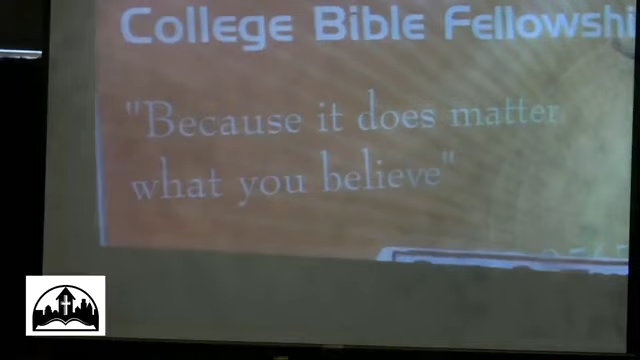 College Bible Fellowshi
"Because it does matter
what you believe"